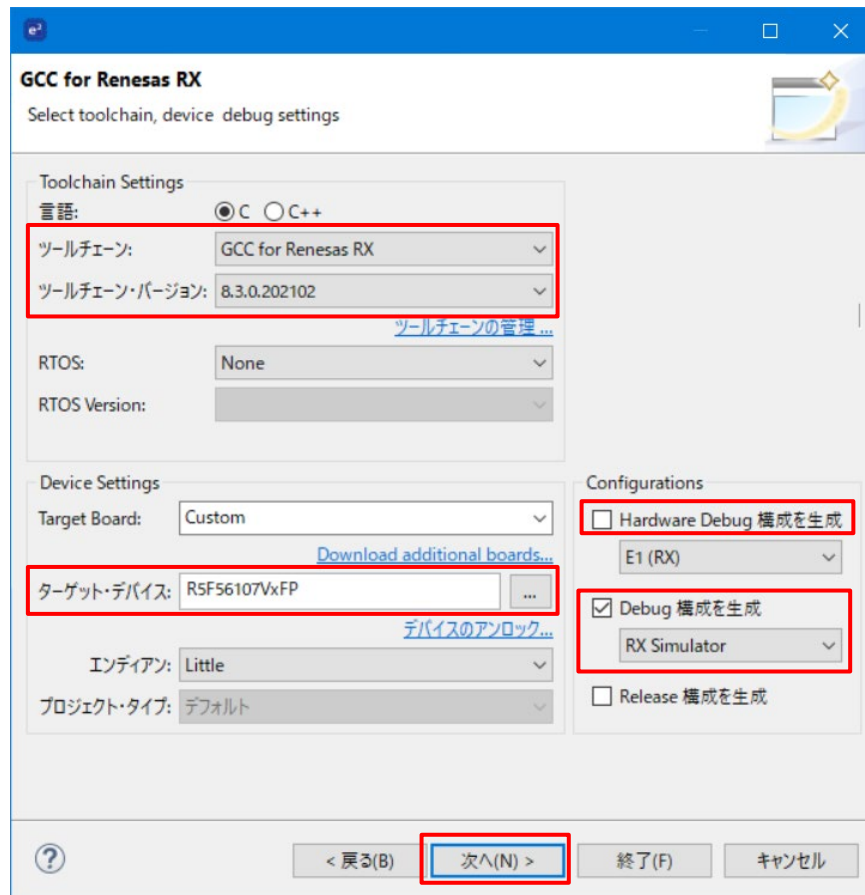 e²
GCC for Renesas RX
Select toolchain, device debug settings
Toolchain Settings
言語: C C++
ツールチェーン: GCC for Renesas RX
ツールチェーン・バージョン: 8.3.0.202102
ツールチェーンの管理 ...
RTOS: None
RTOS Version:
Device Settings
Target Board: Custom
Download additional boards...
ターゲット・デバイス: R5F56107VxFP ...
デバイスのアンロック...
エンディアン: Little
プロジェクト・タイプ: デフォルト
Configurations
Hardware Debug 構成を生成
E1 (RX)
Debug 構成を生成
RX Simulator
Release 構成を生成
?
< 戻る(B)
次へ(N) >
終了(F)
キャンセル